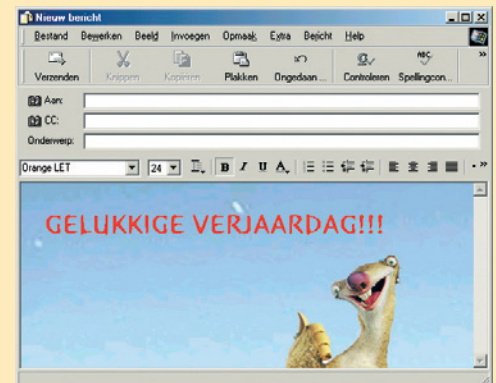 Nieuw bericht
Bestand Bewerken Beeld Invoegen Opmaak Extra Bericht Help
ABC
Verzenden Knippen Kopiëren Plakken Ongedaan ... Controleren Spellingcon...
Aan:
CC:
Onderwerp:
Orange LET 24 B I U A
GELUKKIGE VERJAARDAG!!!